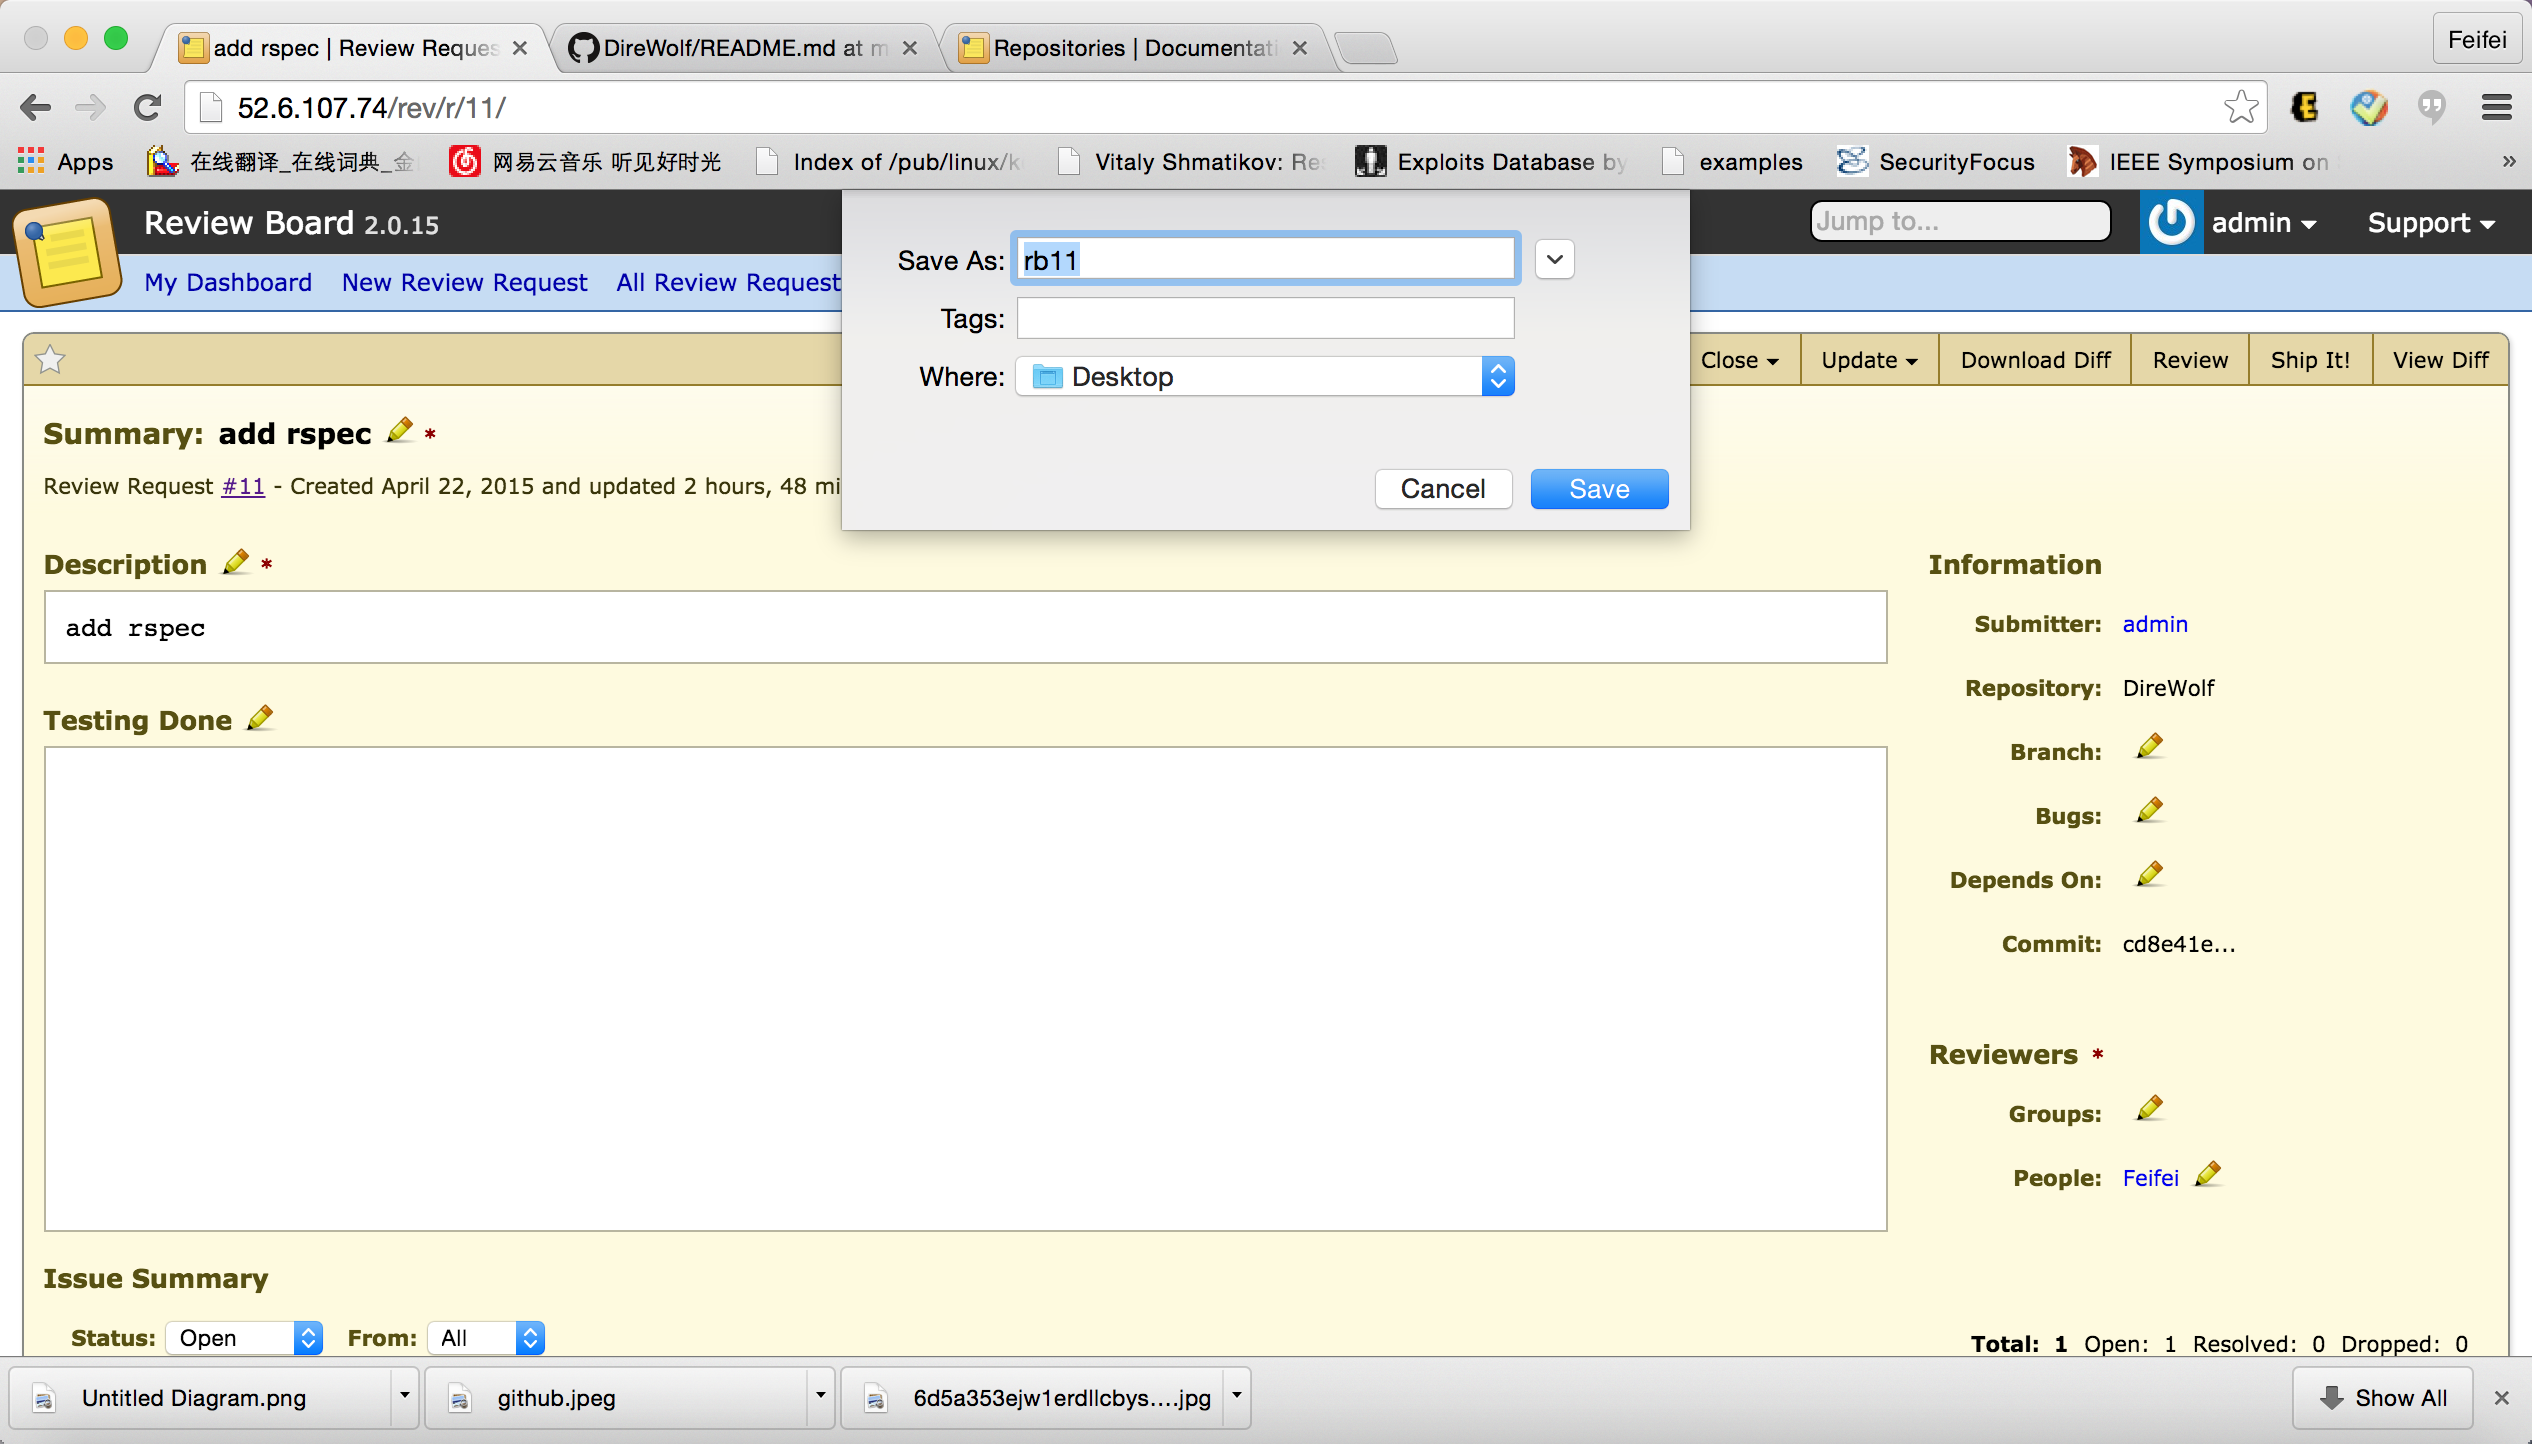 add rspec | Review Reques
DireWolf/README.md at m
Repositories | Documentati
Feifei
52.6.107.74/rev/r/11/
Apps
在线翻译_在线词典_金
网易云音乐 听见好时光
Index of /pub/linux/k
Vitaly Shmatikov: Res
Exploits Database by
examples
SecurityFocus
IEEE Symposium on
»
Review Board 2.0.15
Jump to...
admin
Support
My Dashboard
New Review Request
All Review Request
Save As: rb11
Tags:
Where: Desktop
Cancel
Save
Close
Update
Download Diff
Review
Ship It!
View Diff
Summary: add rspec *
Review Request #11 - Created April 22, 2015 and updated 2 hours, 48 mi
Description *
add rspec
Testing Done
Information
Submitter: admin
Repository: DireWolf
Branch:
Bugs:
Depends On:
Commit: cd8e41e...
Reviewers *
Groups:
People: Feifei
Issue Summary
Status: Open From: All
Total: 1 Open: 1 Resolved: 0 Dropped: 0
Untitled Diagram.png
github.jpeg
6d5a353ejw1erdllcbys....jpg
Show All